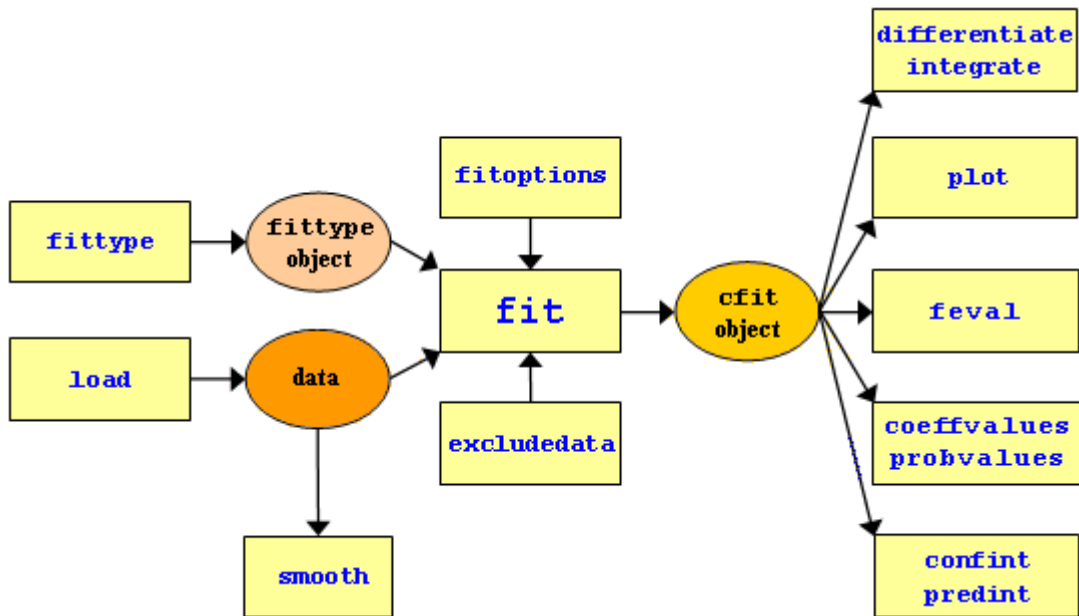 differentiate
integrate
fitoptions
plot
fittype
fittype
object
fit
cfit
object
feval
load
data
excludedata
coeffvalues
probvalues
smooth
confint
predint